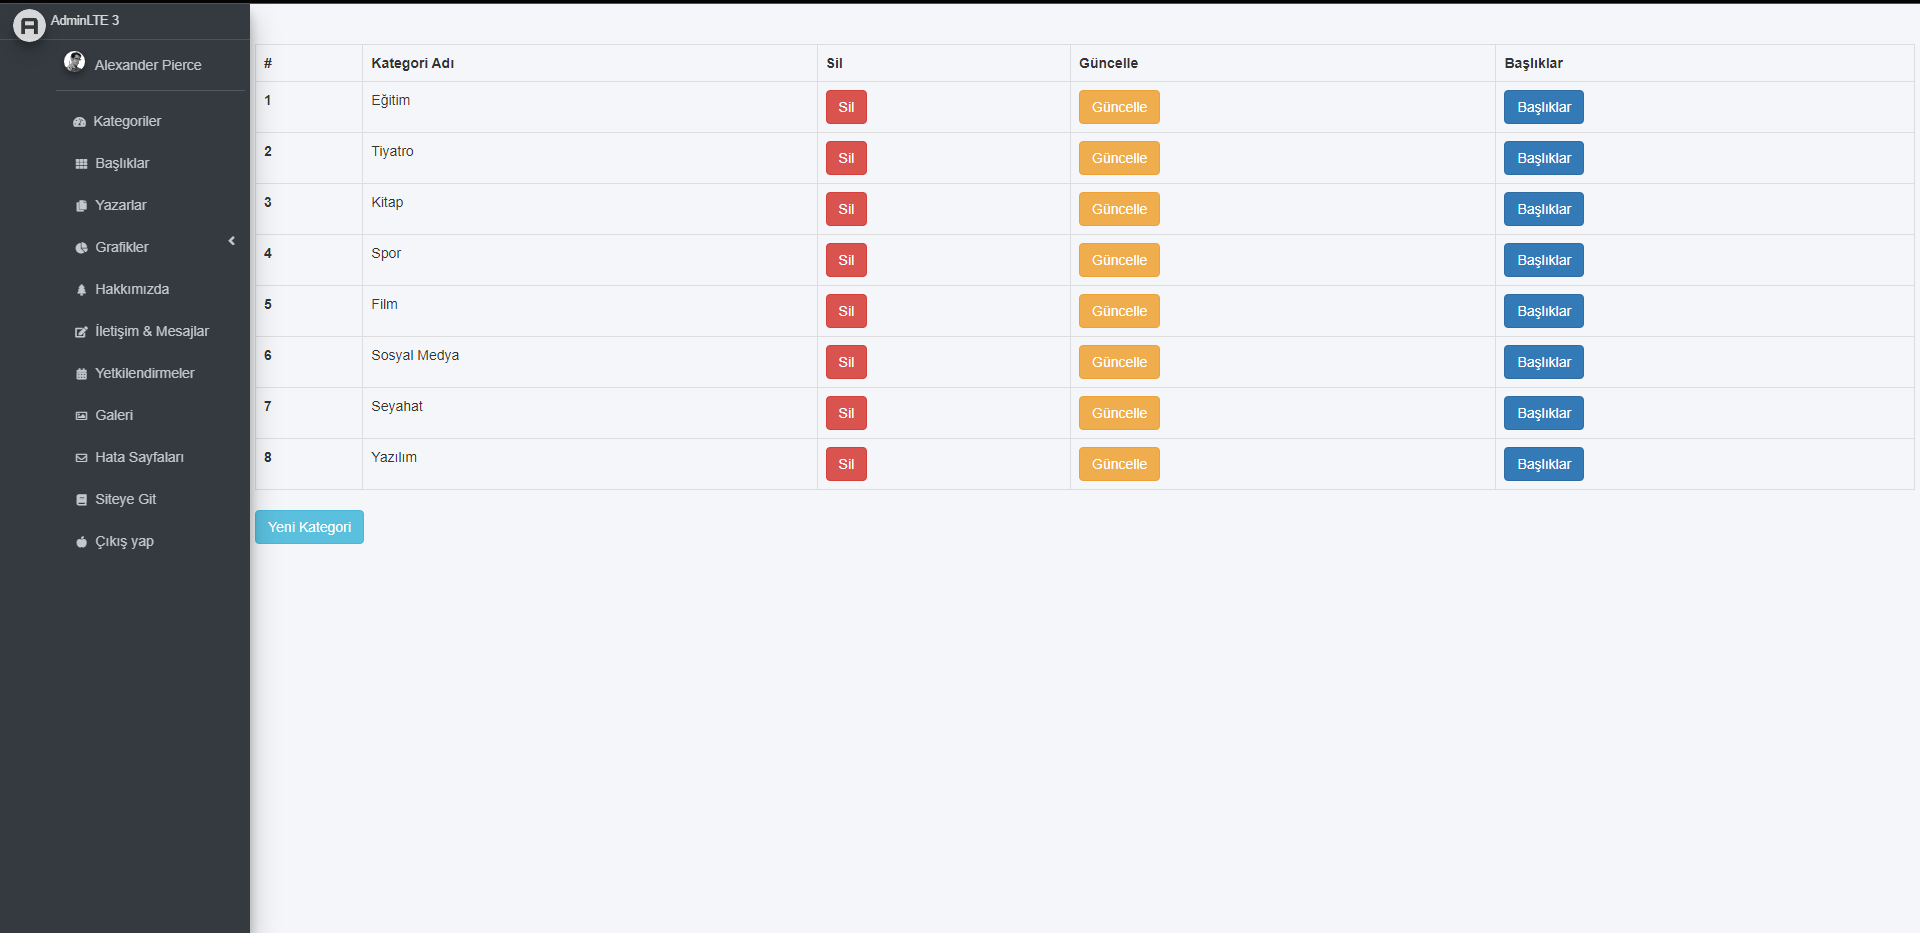 AdminLTE 3
Alexander Pierce
Kategoriler
Başlıklar
Yazarlar
Grafikler
Hakkımızda
İletişim & Mesajlar
Yetkilendirmeler
Galeri
Hata Sayfaları
Siteye Git
Çıkış yap
# Kategori Adı Sil Güncelle Başlıklar
1 Eğitim Sil Güncelle Başlıklar
2 Tiyatro Sil Güncelle Başlıklar
3 Kitap Sil Güncelle Başlıklar
4 Spor Sil Güncelle Başlıklar
5 Film Sil Güncelle Başlıklar
6 Sosyal Medya Sil Güncelle Başlıklar
7 Seyahat Sil Güncelle Başlıklar
8 Yazılım Sil Güncelle Başlıklar
Yeni Kategori